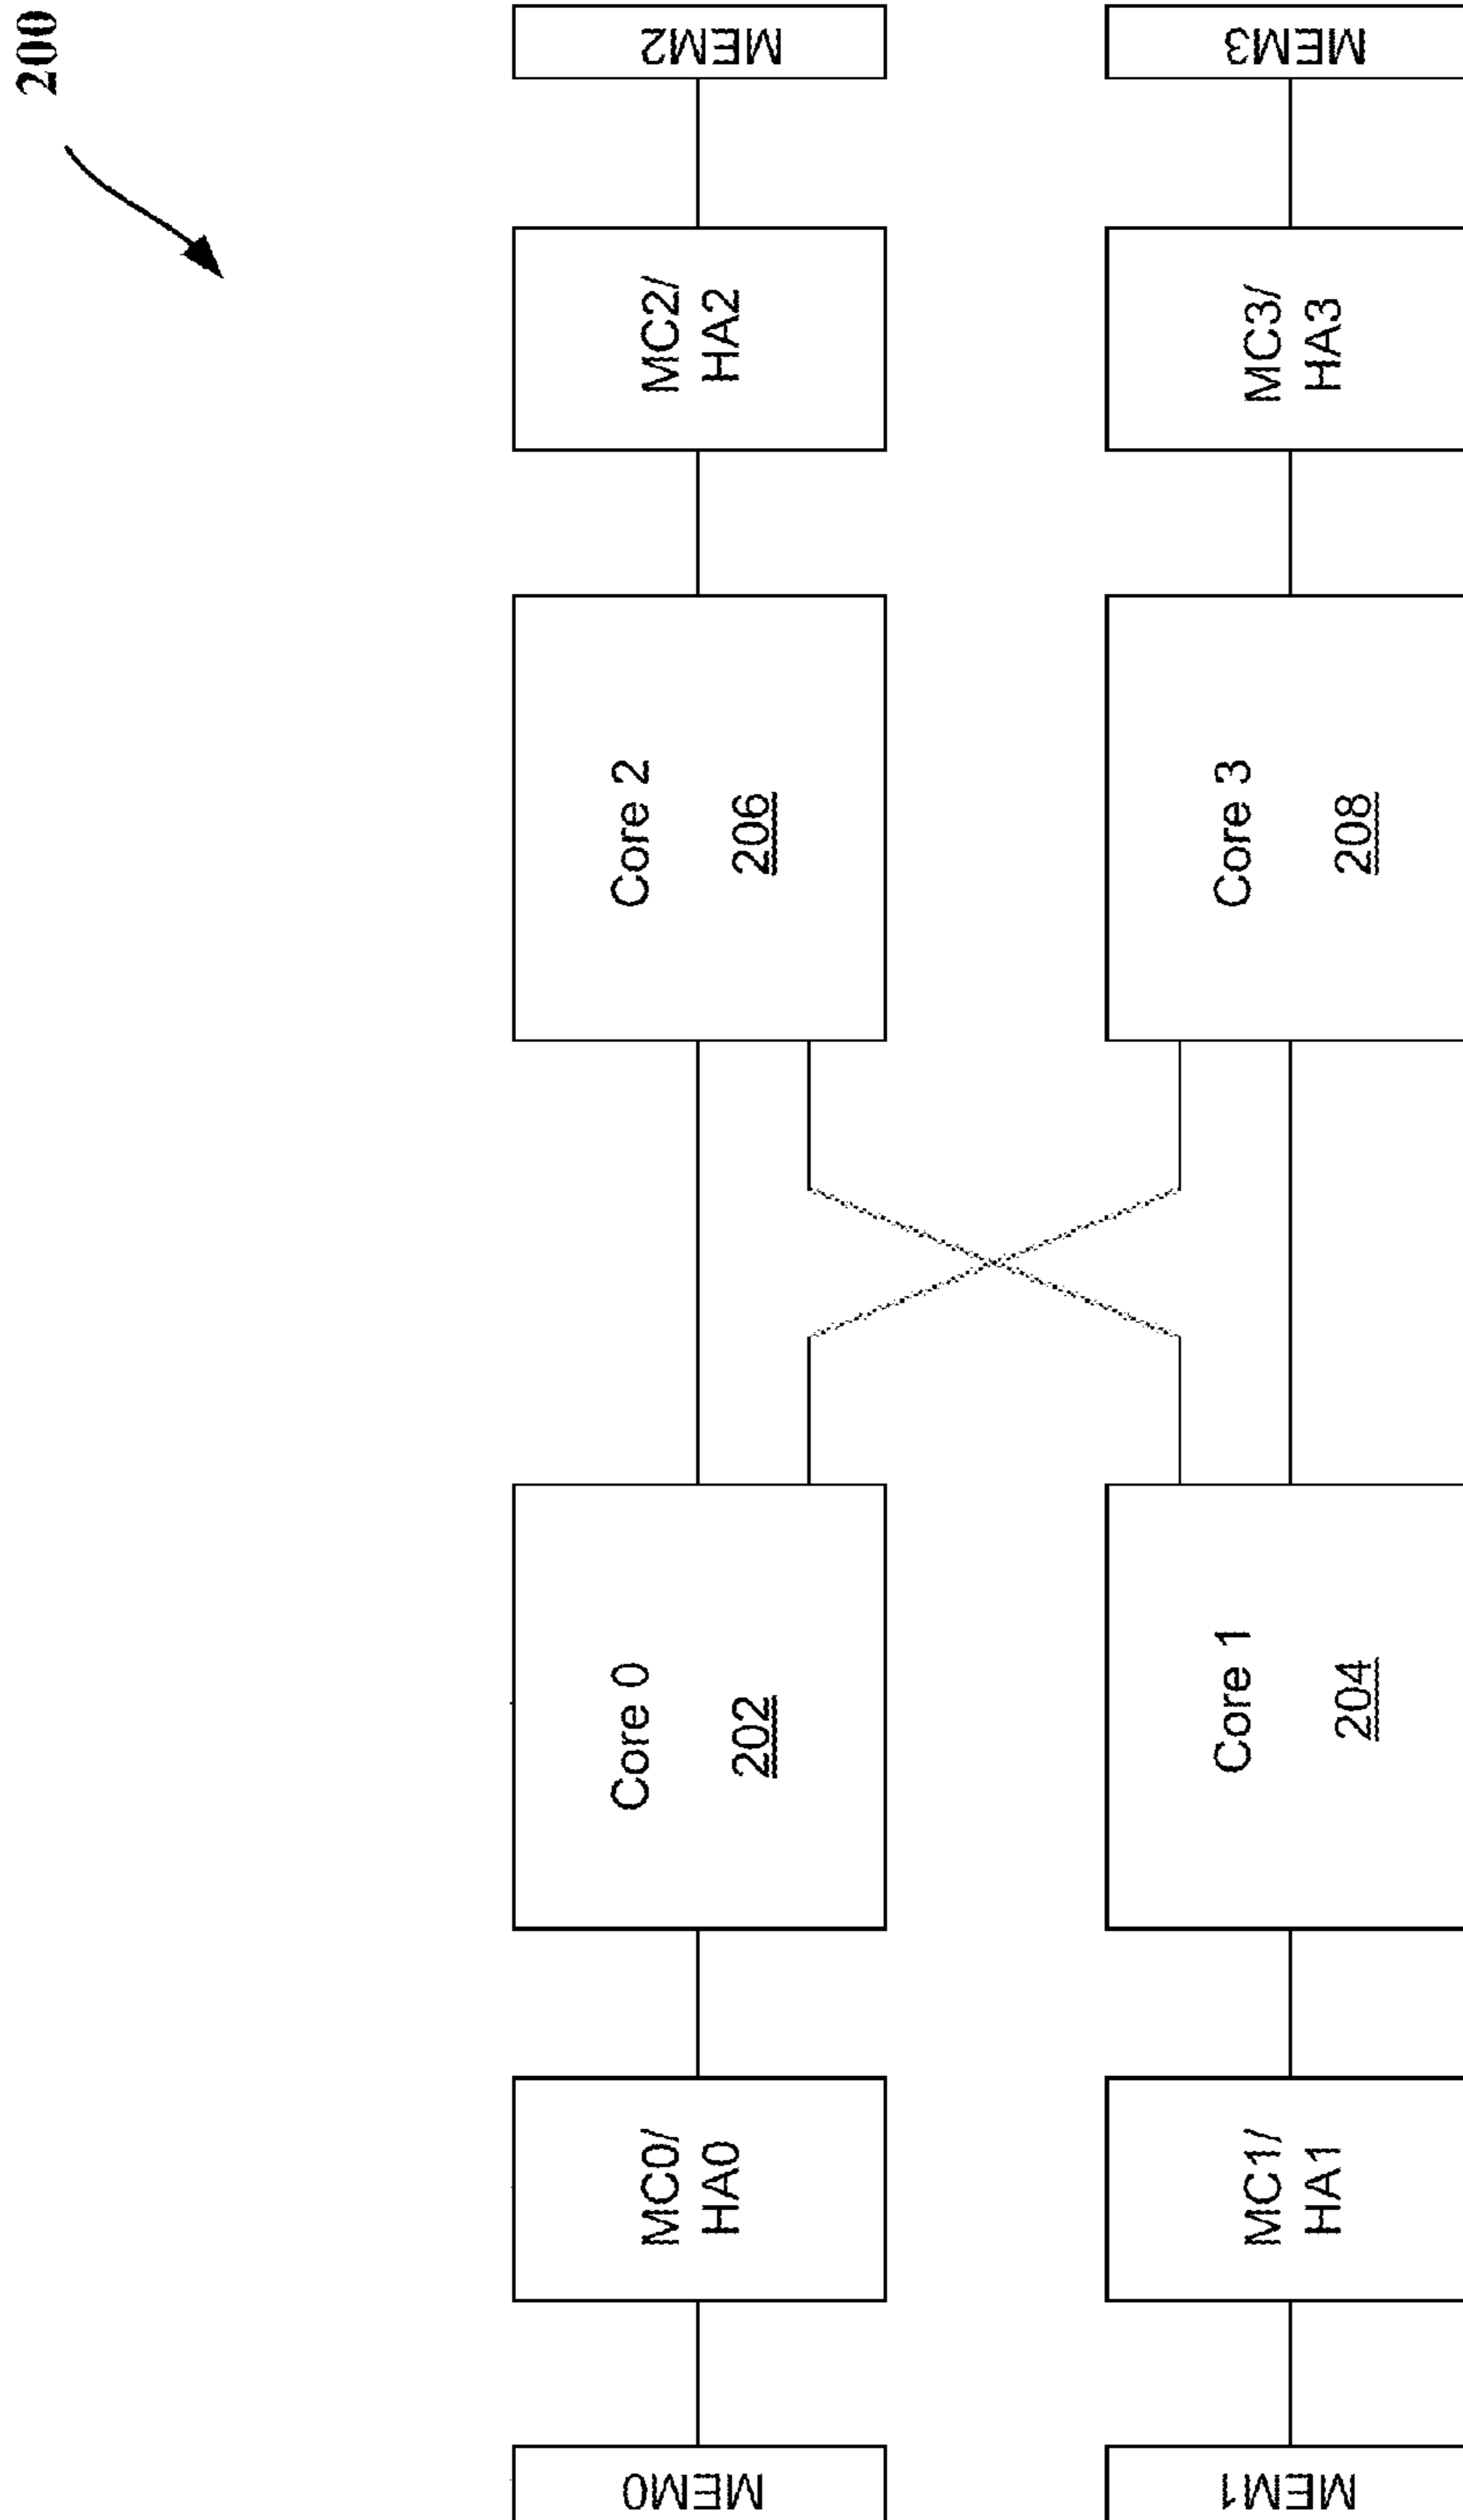 200
MEM0
MC0/
HA0
Core 0
202
Core 2
206
MC2/
HA2
MEM2
MEM1
MC1/
HA1
Core 1
204
Core 3
208
MC3/
HA3
MEM3